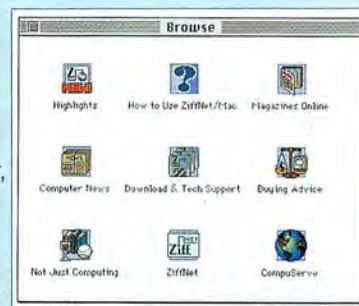 Browse
Highlights
How to Use ZiffNet/Mac
Magazines Online
Computer News
Download & Tech Support
Buying Advice
Not Just Computing
Ziff
ZiffNet
CompuServe